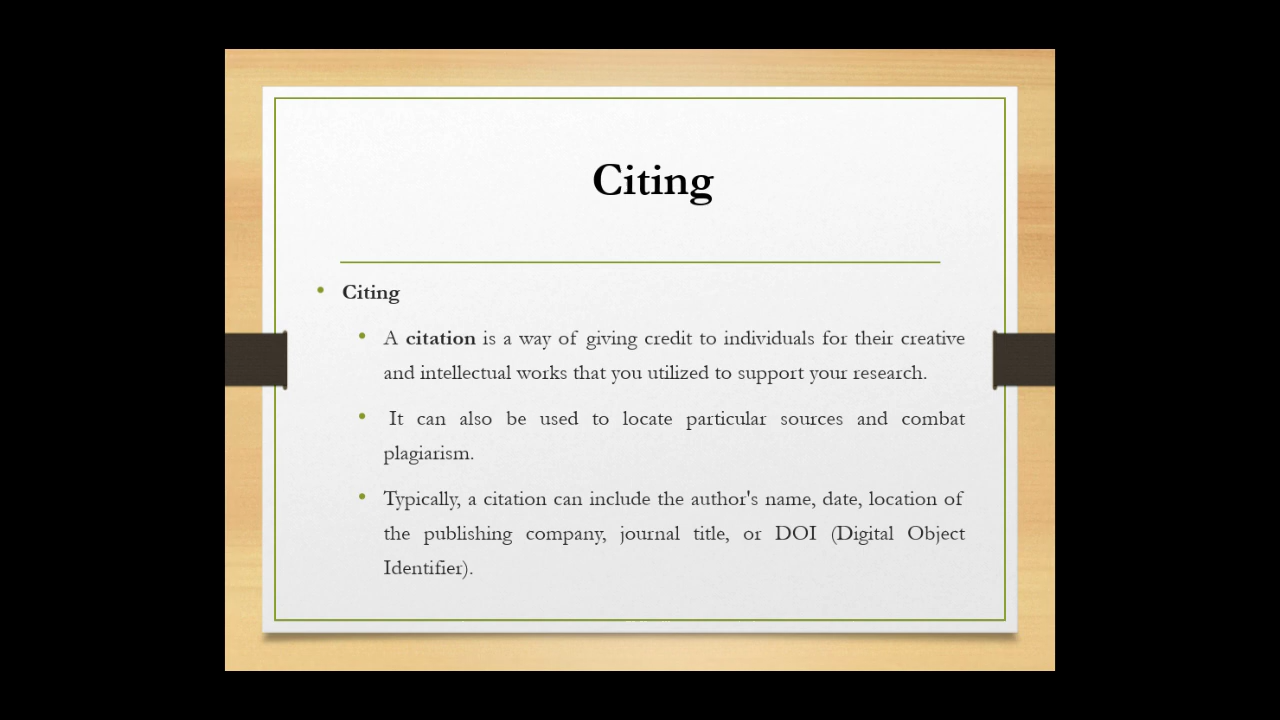 Citing
• Citing
• A citation is a way of giving credit to individuals for their creative
and intellectual works that you utilized to support your research.
• It can also be used to locate particular sources and combat
plagiarism.
• Typically, a citation can include the author's name, date, location of
the publishing company, journal title, or DOI (Digital Object
Identifier).